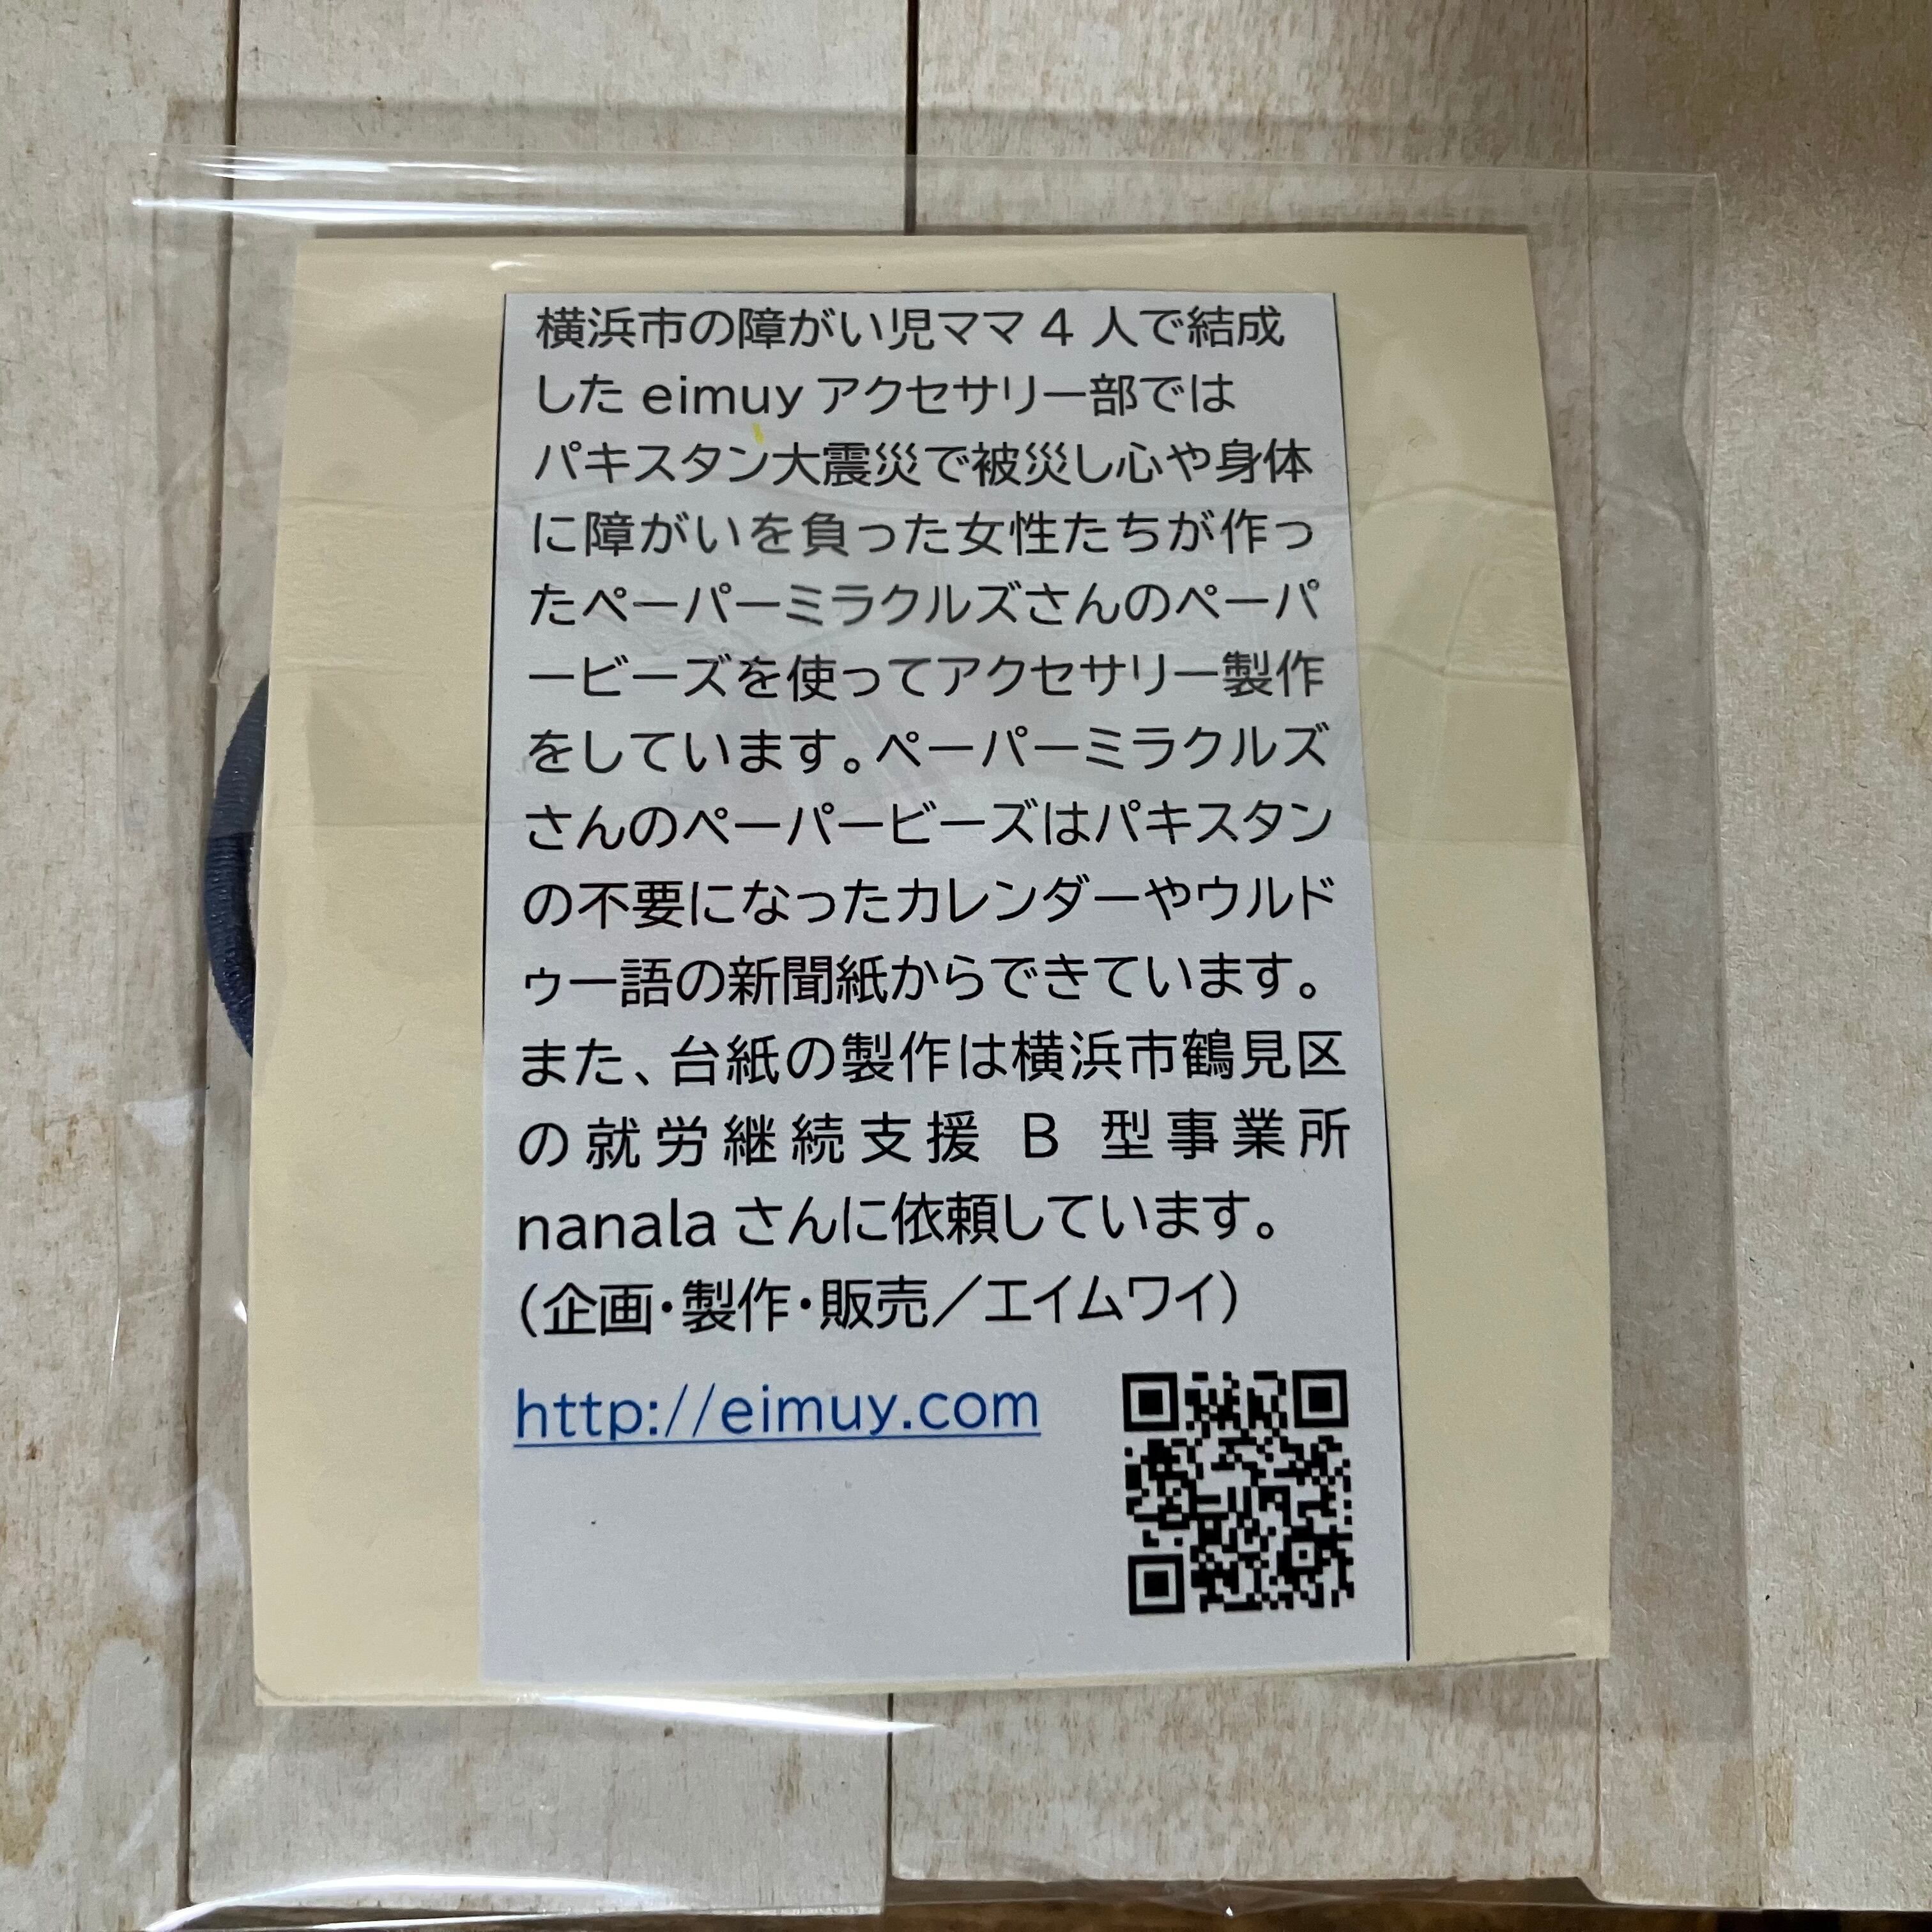 横浜市の障がい児ママ 4 人で結成
した eimuy アクセサリー部では
パキスタン大震災で被災し心や身体
に障がいを負った女性たちが作っ
たペーパーミラクルズさんのペーパ
ービーズを使ってアクセサリー製作
をしています。ペーパーミラクルズ
さんのペーパービーズはパキスタン
の不要になったカレンダーやウルド
ゥー語の新聞紙からできています。
また、台紙の製作は横浜市鶴見区
の就労継続支援 B 型事業所
nanala さんに依頼しています。
（企画・製作・販売／エイムワイ）
http://eimuy.com